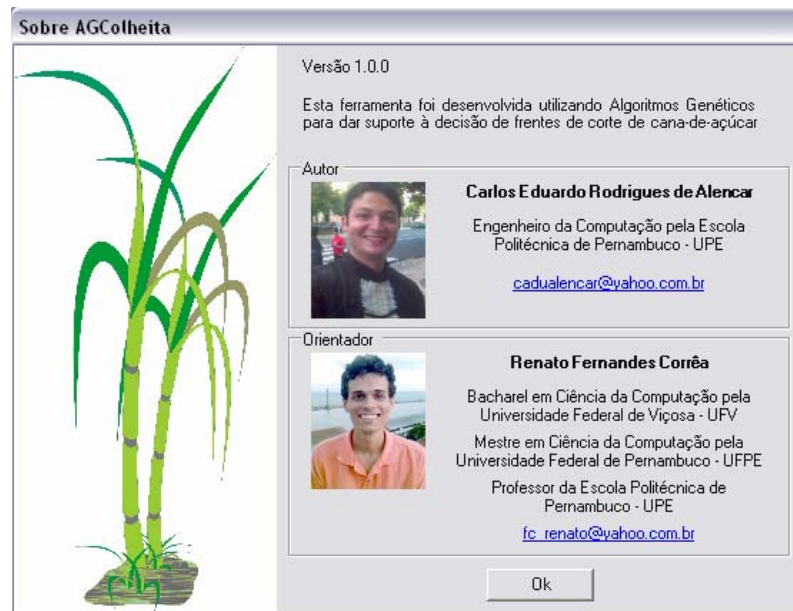 Sobre AGColheita
Versão 1.0.0
Esta ferramenta foi desenvolvida utilizando Algoritmos Genéticos
para dar suporte à decisão de frentes de corte de cana-de-açúcar
Autor
Carlos Eduardo Rodrigues de Alencar
Engenheiro da Computação pela Escola
Politécnica de Pernambuco - UPE
cadualencar@yahoo.com.br
Orientador
Renato Fernandes Corrêa
Bacharel em Ciência da Computação pela
Universidade Federal de Viçosa - UFV
Mestre em Ciência da Computação pela
Universidade Federal de Pernambuco - UFPE
Professor da Escola Politécnica de
Pernambuco - UPE
fc_renato@yahoo.com.br
Ok